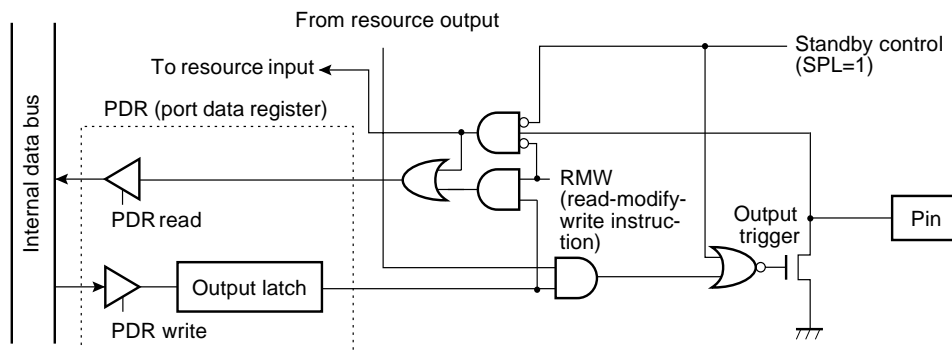 From resource output
Standby control
(SPL=1)
To resource input
PDR (port data register)
Internal data bus
RMW
(read-modify-
write instruc-
tion)
PDR read
Output
trigger
Pin
Output latch
PDR write